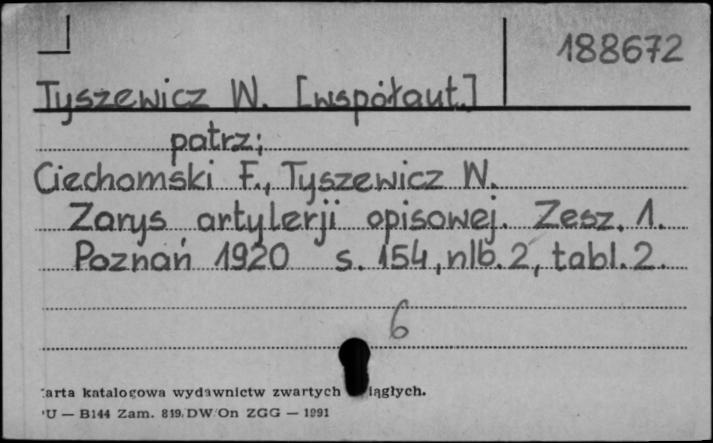 188672
Tyszewicz W. [współaut.]
patrz:
Ciechomski F., Tyszewicz W.
Zarys artylerji opisowej. Zesz. 1.
Poznań 1920 s. 154, nlb. 2, tabl. 2.
6
arta katalogowa wydawnictw zwartych iągłych.
U — B144 Zam. 819. DW/On ZGG — 1991